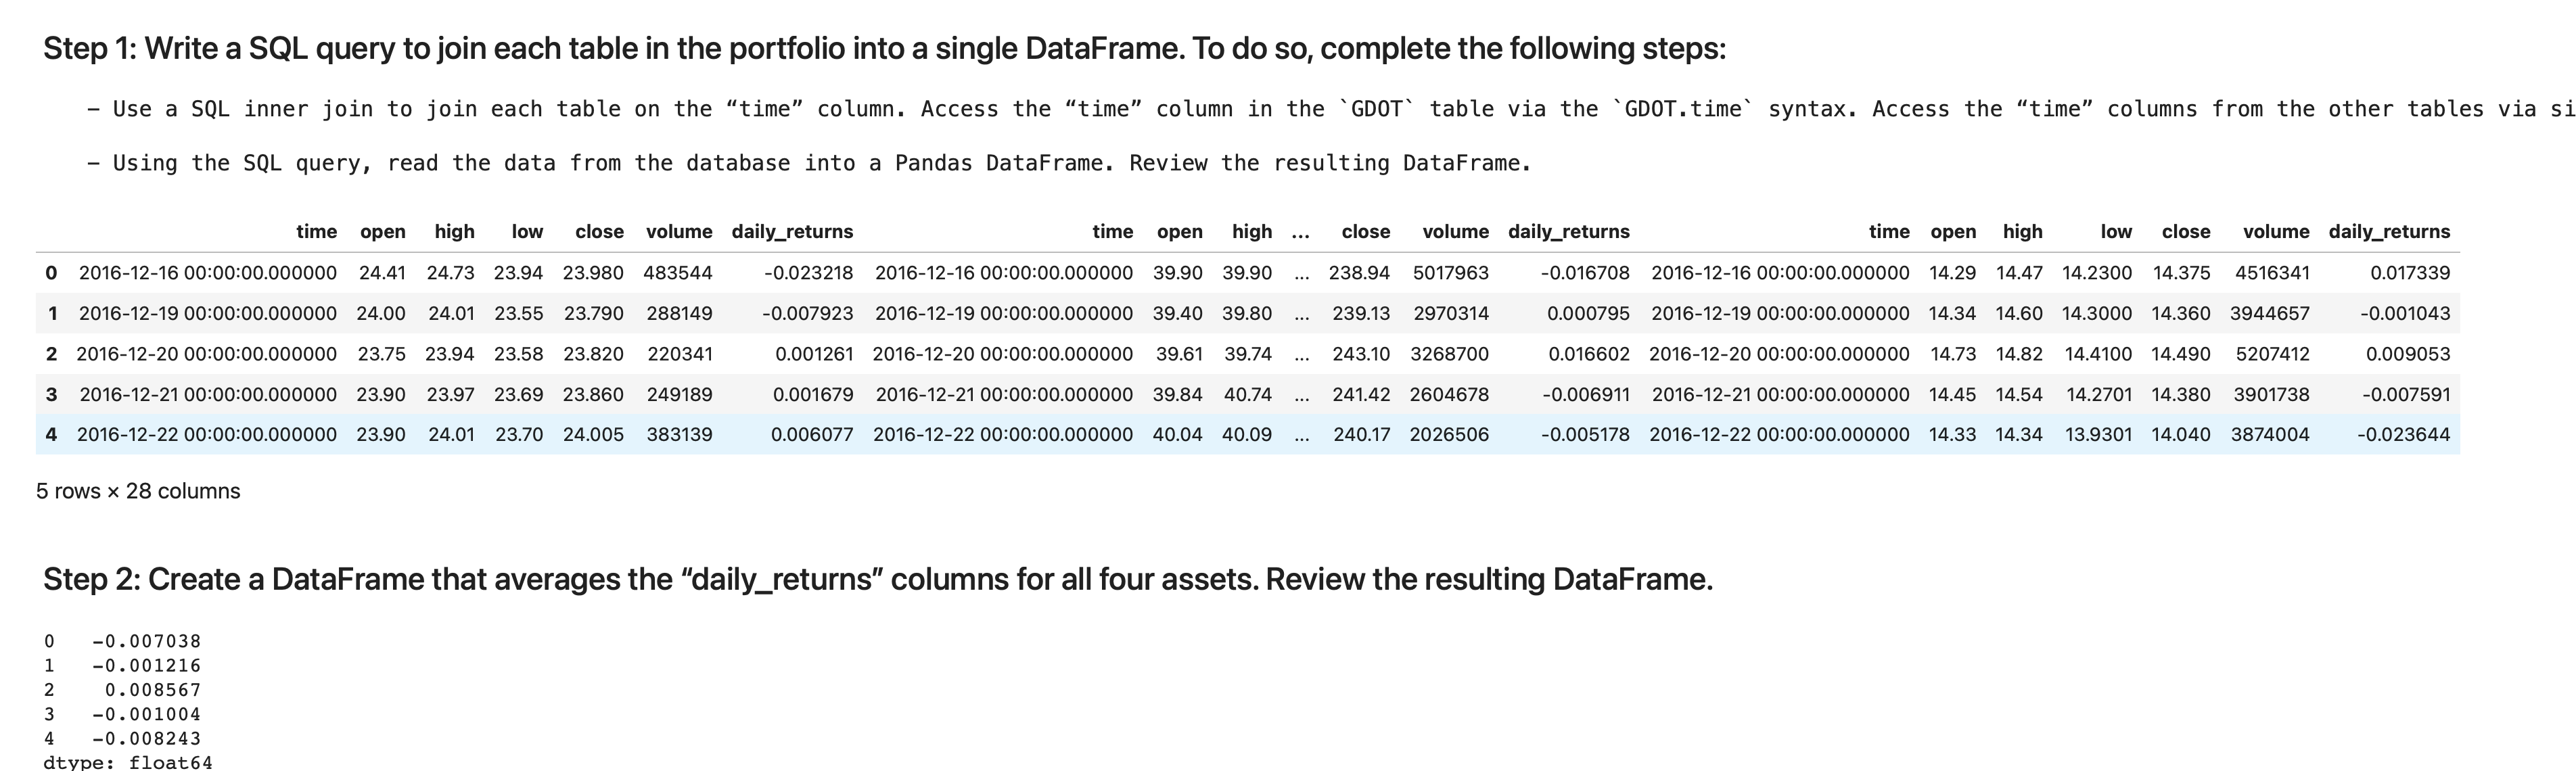 Step 1: Write a SQL query to join each table in the portfolio into a single DataFrame. To do so, complete the following steps:
– Use a SQL inner join to join each table on the “time” column. Access the “time” column in the `GDOT` table via the `GDOT.time` syntax. Access the “time” columns from the other tables via si
– Using the SQL query, read the data from the database into a Pandas DataFrame. Review the resulting DataFrame.
time open high low close volume daily_returns time open high ... close volume daily_returns time open high low close volume daily_returns
0 2016-12-16 00:00:00.000000 24.41 24.73 23.94 23.980 483544 -0.023218 2016-12-16 00:00:00.000000 39.90 39.90 ... 238.94 5017963 -0.016708 2016-12-16 00:00:00.000000 14.29 14.47 14.2300 14.375 4516341 0.017339
1 2016-12-19 00:00:00.000000 24.00 24.01 23.55 23.790 288149 -0.007923 2016-12-19 00:00:00.000000 39.40 39.80 ... 239.13 2970314 0.000795 2016-12-19 00:00:00.000000 14.34 14.60 14.3000 14.360 3944657 -0.001043
2 2016-12-20 00:00:00.000000 23.75 23.94 23.58 23.820 220341 0.001261 2016-12-20 00:00:00.000000 39.61 39.74 ... 243.10 3268700 0.016602 2016-12-20 00:00:00.000000 14.73 14.82 14.4100 14.490 5207412 0.009053
3 2016-12-21 00:00:00.000000 23.90 23.97 23.69 23.860 249189 0.001679 2016-12-21 00:00:00.000000 39.84 40.74 ... 241.42 2604678 -0.006911 2016-12-21 00:00:00.000000 14.45 14.54 14.2701 14.380 3901738 -0.007591
4 2016-12-22 00:00:00.000000 23.90 24.01 23.70 24.005 383139 0.006077 2016-12-22 00:00:00.000000 40.04 40.09 ... 240.17 2026506 -0.005178 2016-12-22 00:00:00.000000 14.33 14.34 13.9301 14.040 3874004 -0.023644
5 rows × 28 columns
Step 2: Create a DataFrame that averages the “daily_returns” columns for all four assets. Review the resulting DataFrame.
0 -0.007038
1 -0.001216
2 0.008567
3 -0.001004
4 -0.008243
dtype: float64